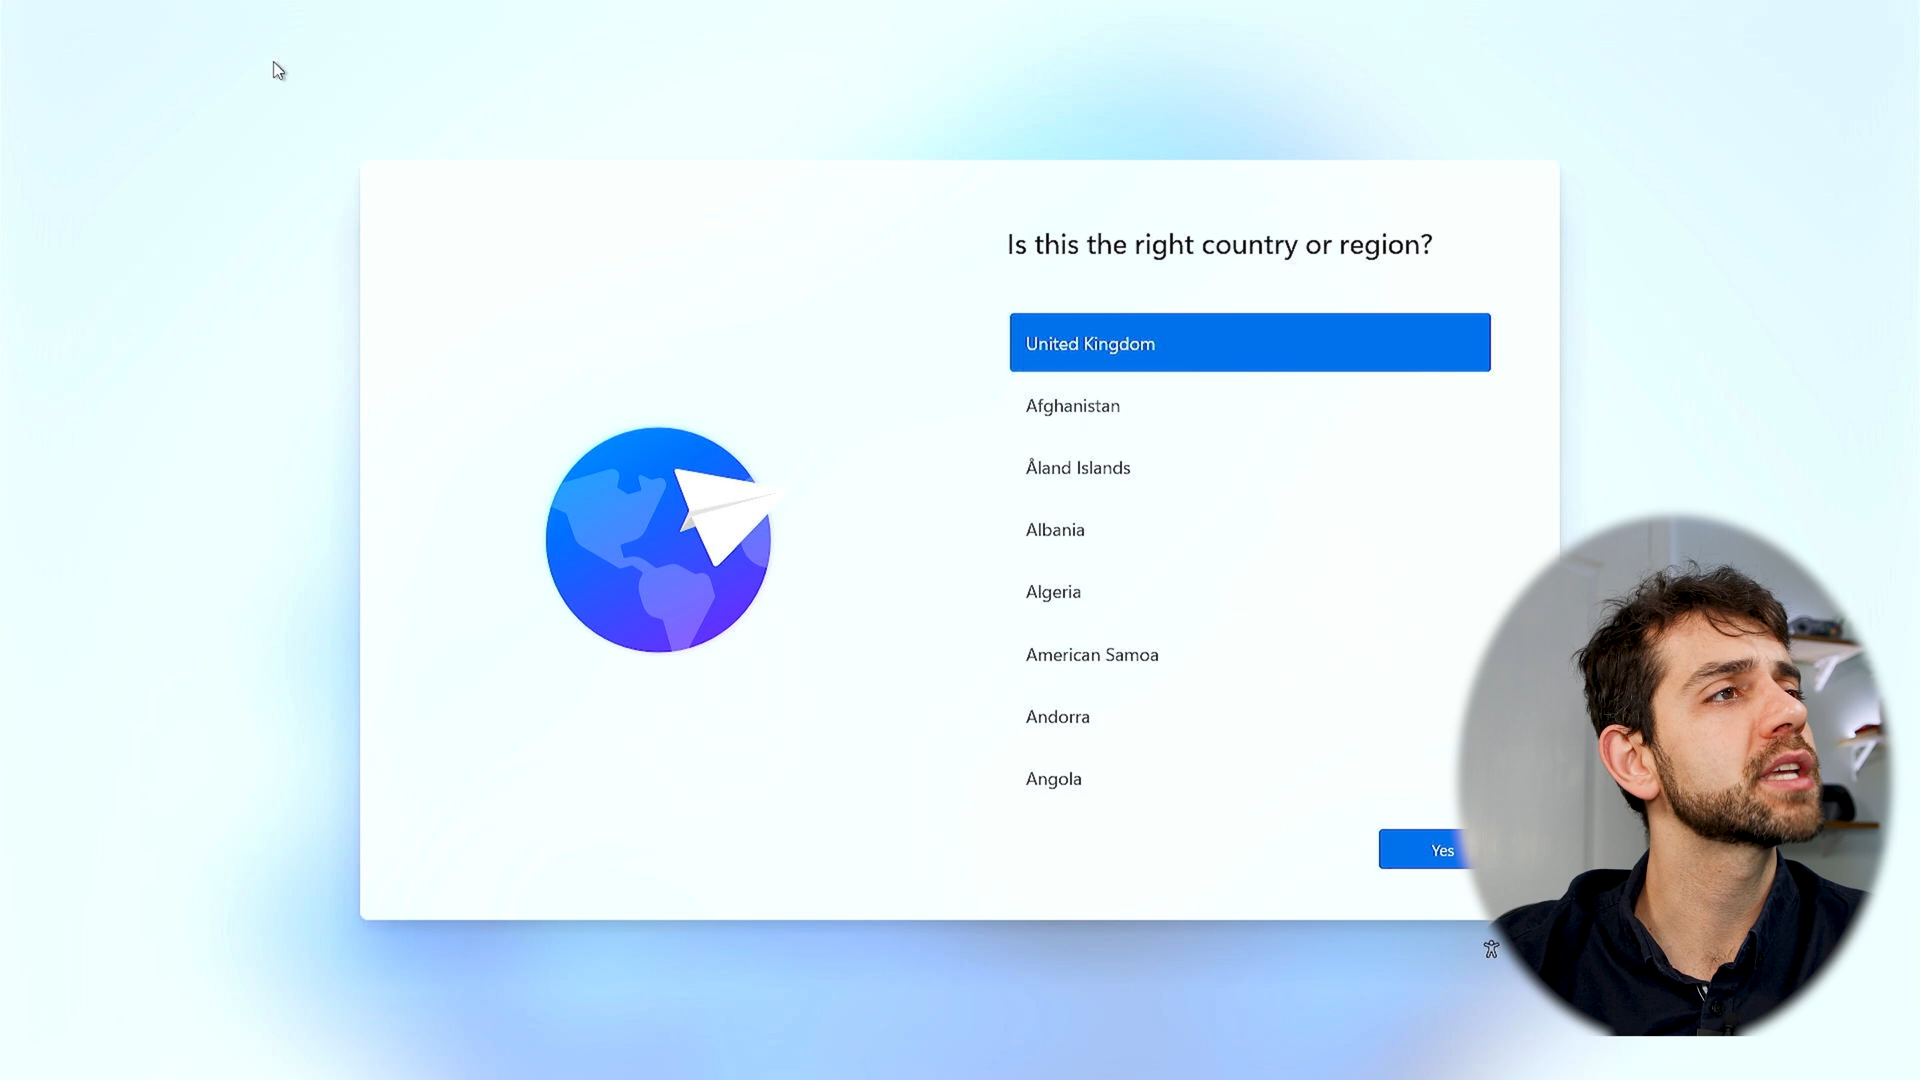 Is this the right country or region?
United Kingdom
Afghanistan
Åland Islands
Albania
Algeria
American Samoa
Andorra
Angola
Yes